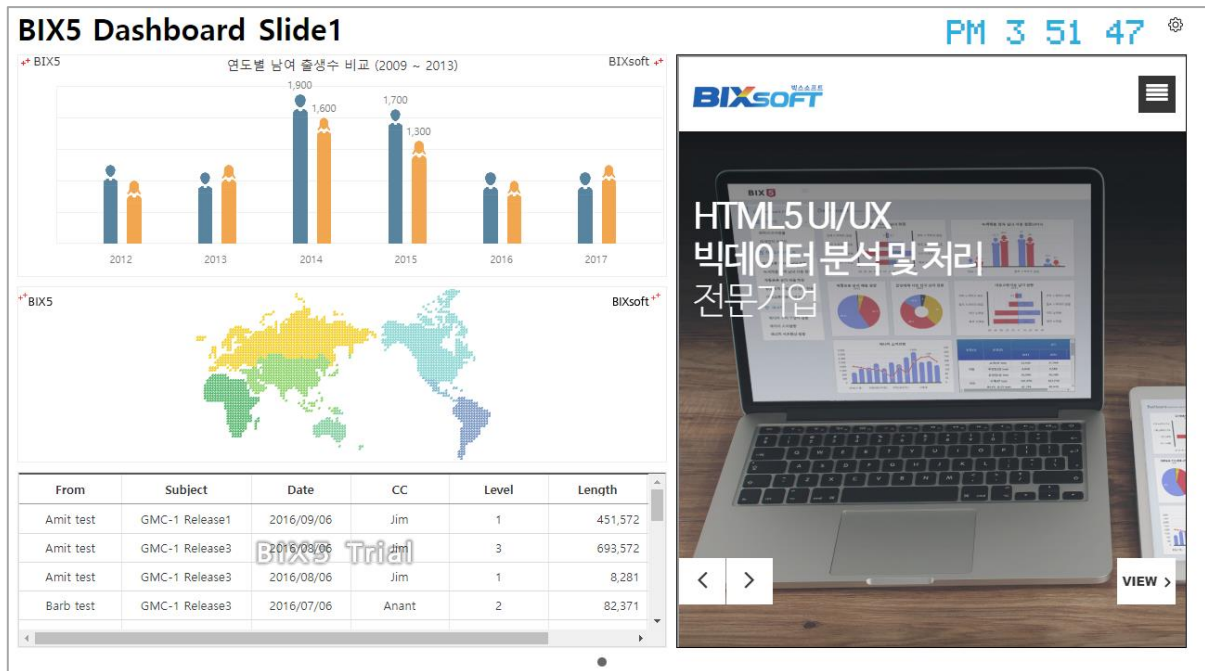 BIX5 Dashboard Slide1
PM 3 51 47
BIX5
연도별 남여 출생수 비교 (2009 ~ 2013)
BIXsoft
1,900
1,600
1,700
1,300
2012 2013 2014 2015 2016 2017
BIX5
BIXsoft
From Subject Date CC Level Length
Amit test GMC-1 Release1 2016/09/06 Jim 1 451,572
Amit test GMC-1 Release3 2016/08/06 Jim 3 693,572
Amit test GMC-1 Release3 2016/08/06 Jim 1 8,281
Barb test GMC-1 Release3 2016/07/06 Anant 2 82,371
BIX5 Trial
빅스소프트
BIXSOFT
BIX5
HTML5 UI/UX
빅데이터 분석 및 처리
전문기업
VIEW